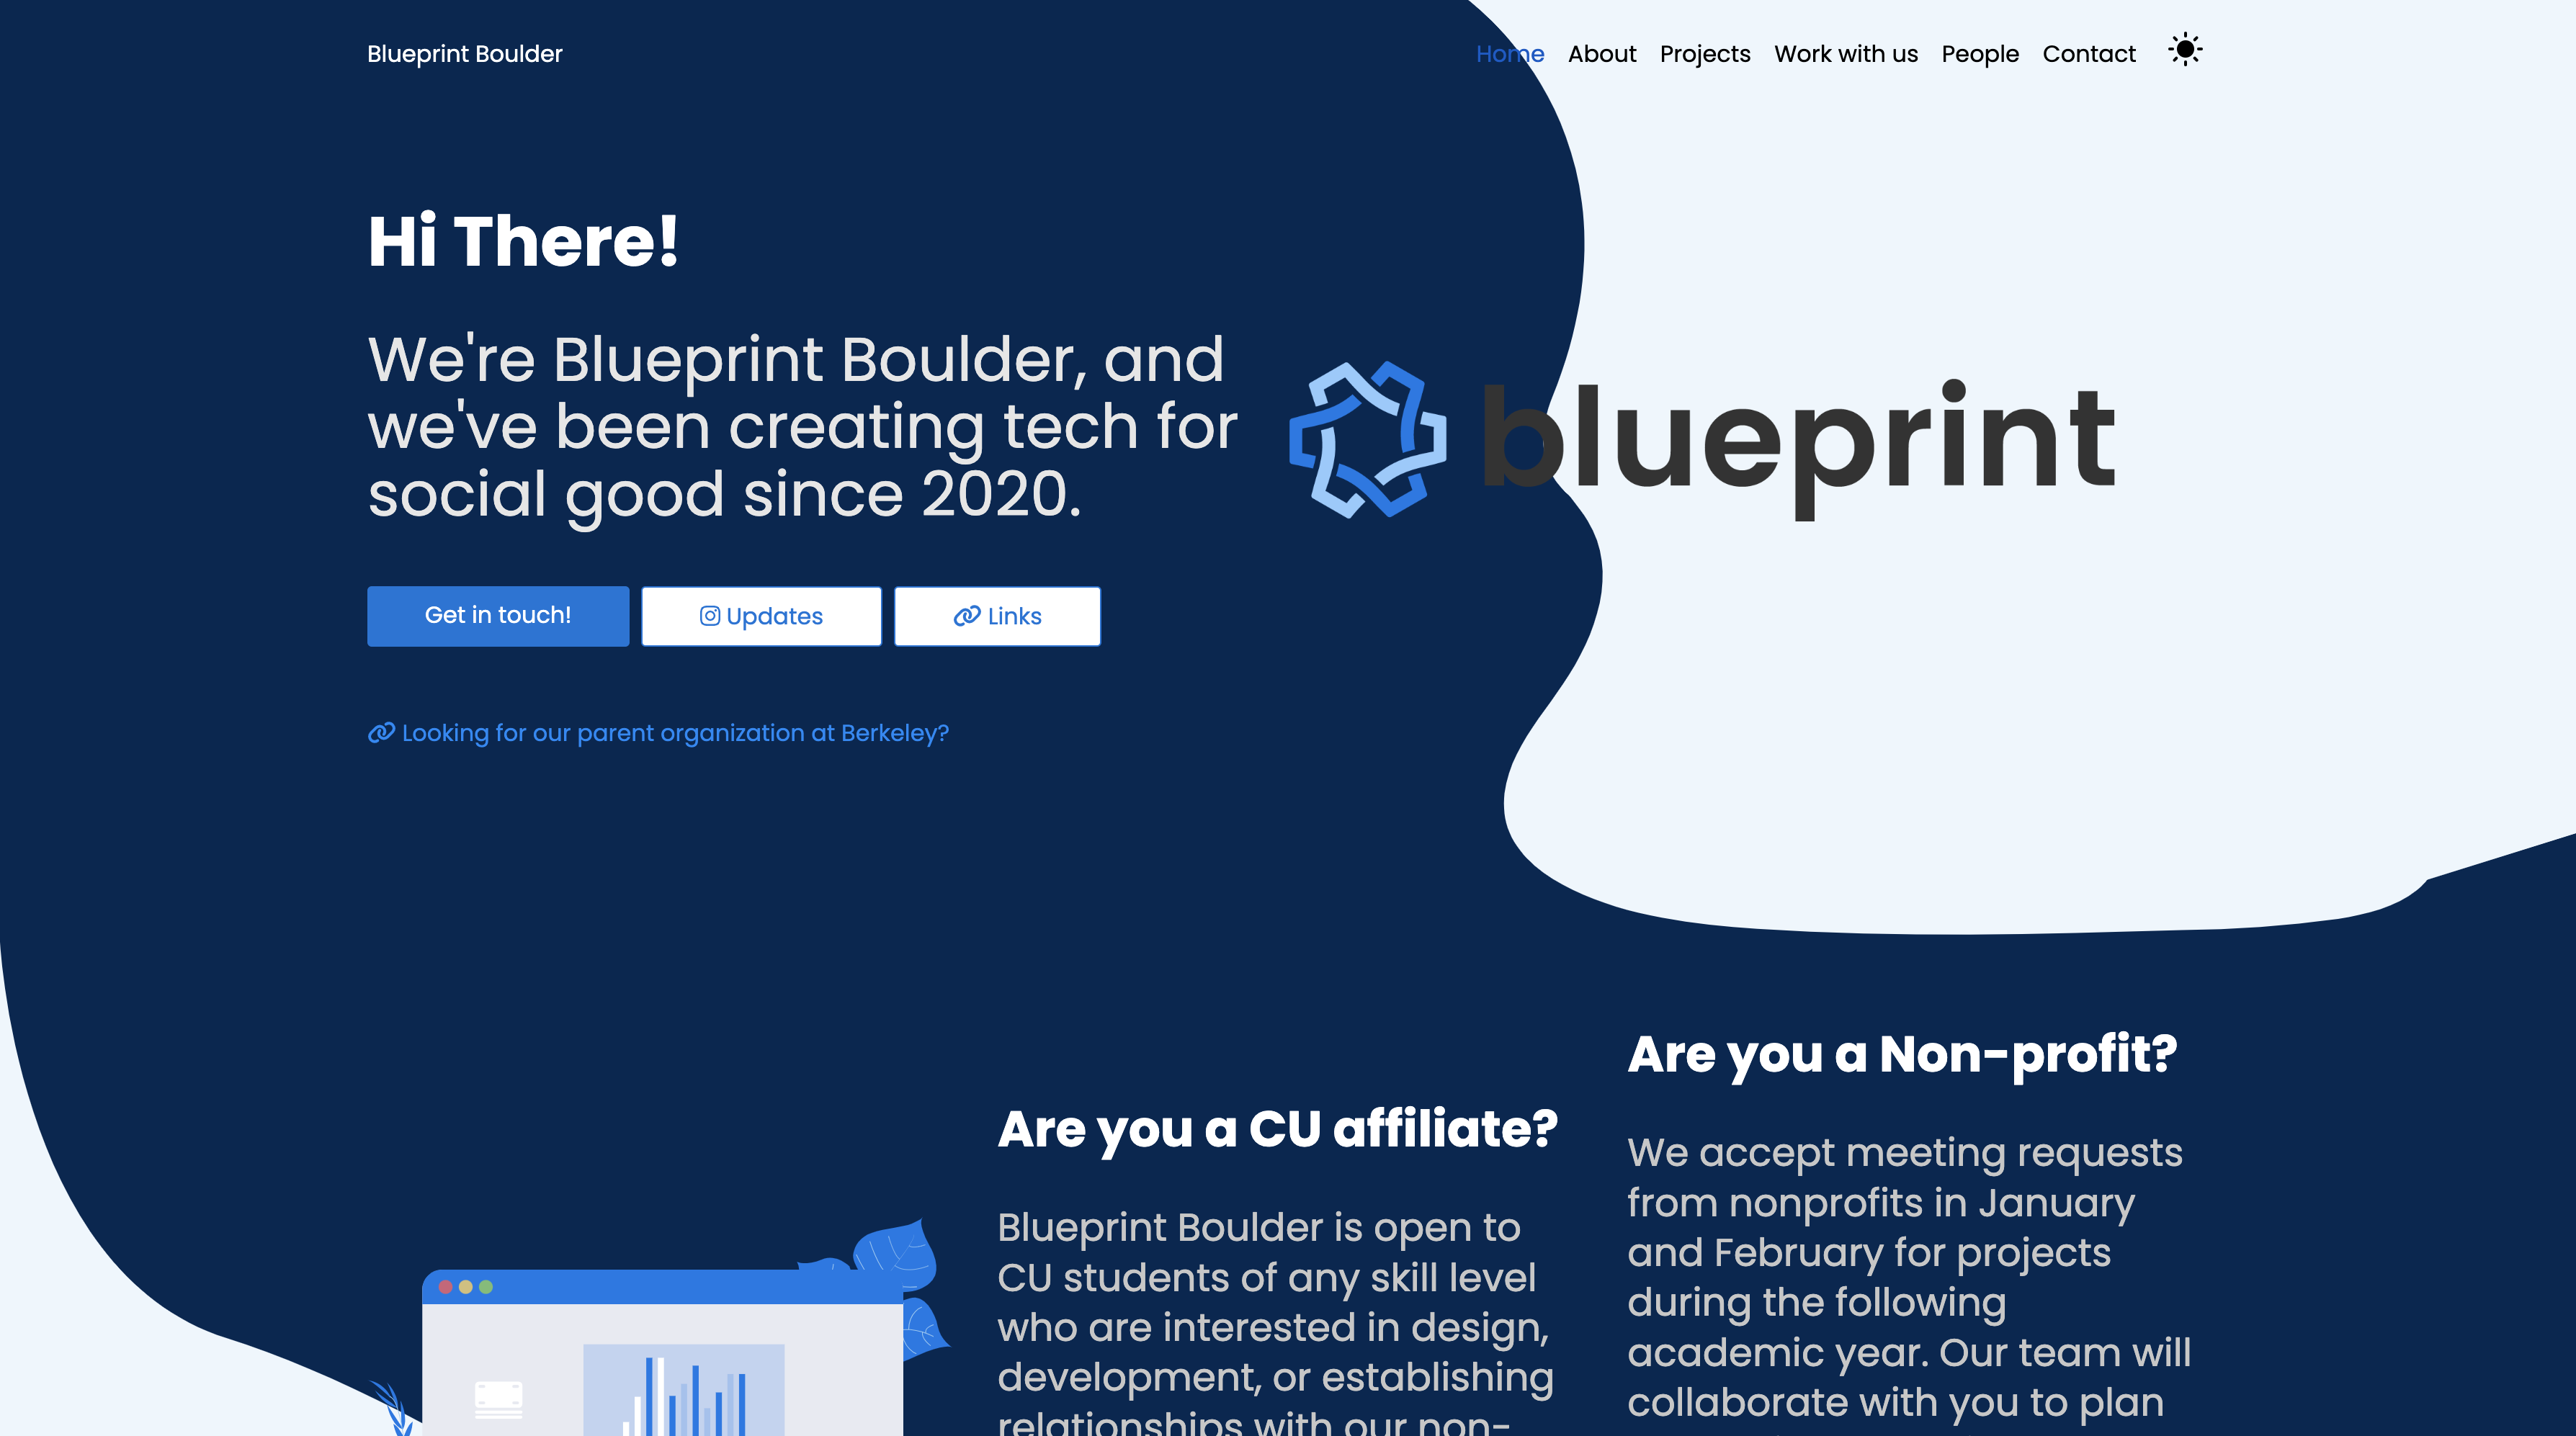 Blueprint Boulder
Home About Projects Work with us People Contact
Hi There!
We're Blueprint Boulder, and
we've been creating tech for
social good since 2020.
blueprint
Get in touch! Updates Links
Looking for our parent organization at Berkeley?
Are you a CU affiliate?
Blueprint Boulder is open to
CU students of any skill level
who are interested in design,
development, or establishing
relationships with our non-
Are you a Non-profit?
We accept meeting requests
from nonprofits in January
and February for projects
during the following
academic year. Our team will
collaborate with you to plan